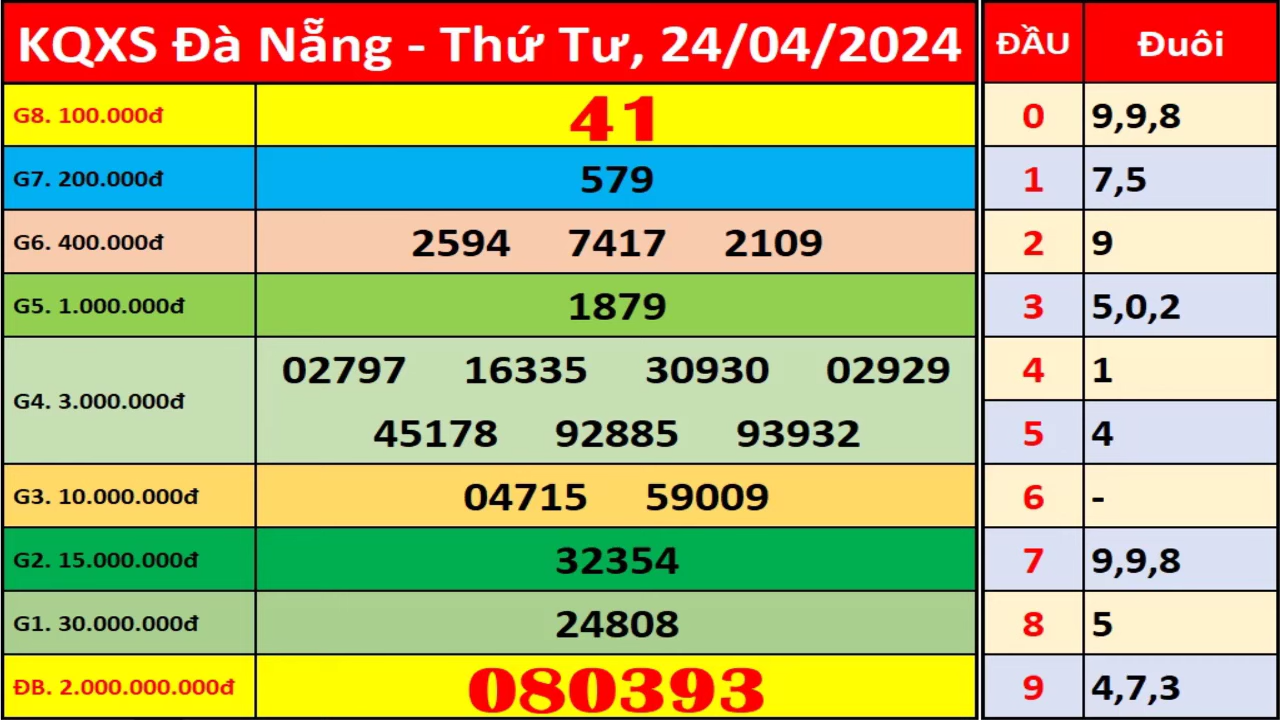 KQXS Đà Nẵng - Thứ Tư, 24/04/2024
G8. 100.000đ 41
G7. 200.000đ 579
G6. 400.000đ 2594 7417 2109
G5. 1.000.000đ 1879
G4. 3.000.000đ 02797 16335 30930 02929
45178 92885 93932
G3. 10.000.000đ 04715 59009
G2. 15.000.000đ 32354
G1. 30.000.000đ 24808
ĐB. 2.000.000.000đ 080393
ĐẦU Đuôi
0 9,9,8
1 7,5
2 9
3 5,0,2
4 1
5 4
6 -
7 9,9,8
8 5
9 4,7,3